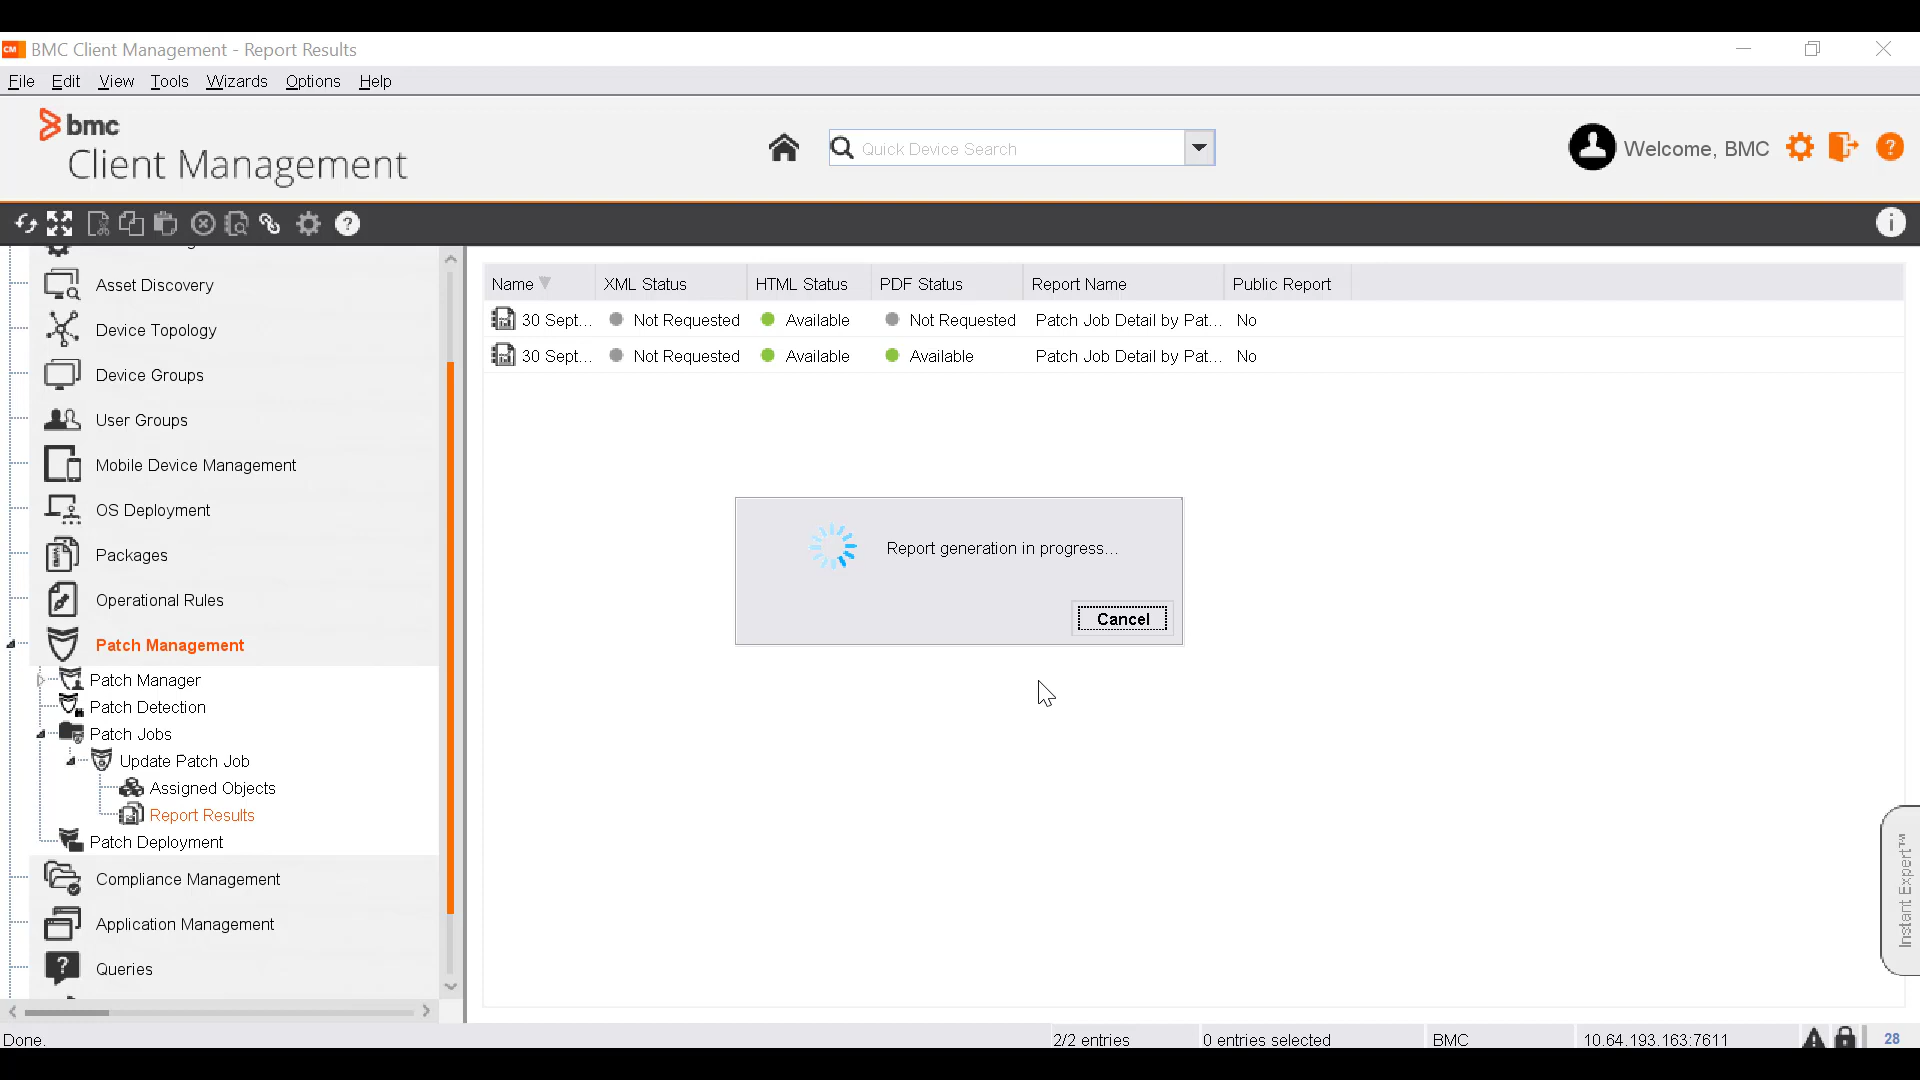 CM BMC Client Management - Report Results
File Edit View Tools Wizards Options Help
bmc
Client Management
Quick Device Search
Welcome, BMC
?
?
i
Asset Discovery
Device Topology
Device Groups
User Groups
Mobile Device Management
OS Deployment
Packages
Operational Rules
Patch Management
Patch Manager
Patch Detection
Patch Jobs
Update Patch Job
Assigned Objects
Report Results
Patch Deployment
Compliance Management
Application Management
Queries
Name XML Status HTML Status PDF Status Report Name Public Report
30 Sept... Not Requested Available Not Requested Patch Job Detail by Pat... No
30 Sept... Not Requested Available Available Patch Job Detail by Pat... No
Report generation in progress...
Cancel
Instant Expert™
Done. 2/2 entries 0 entries selected BMC 10.64.193.163:7611 28